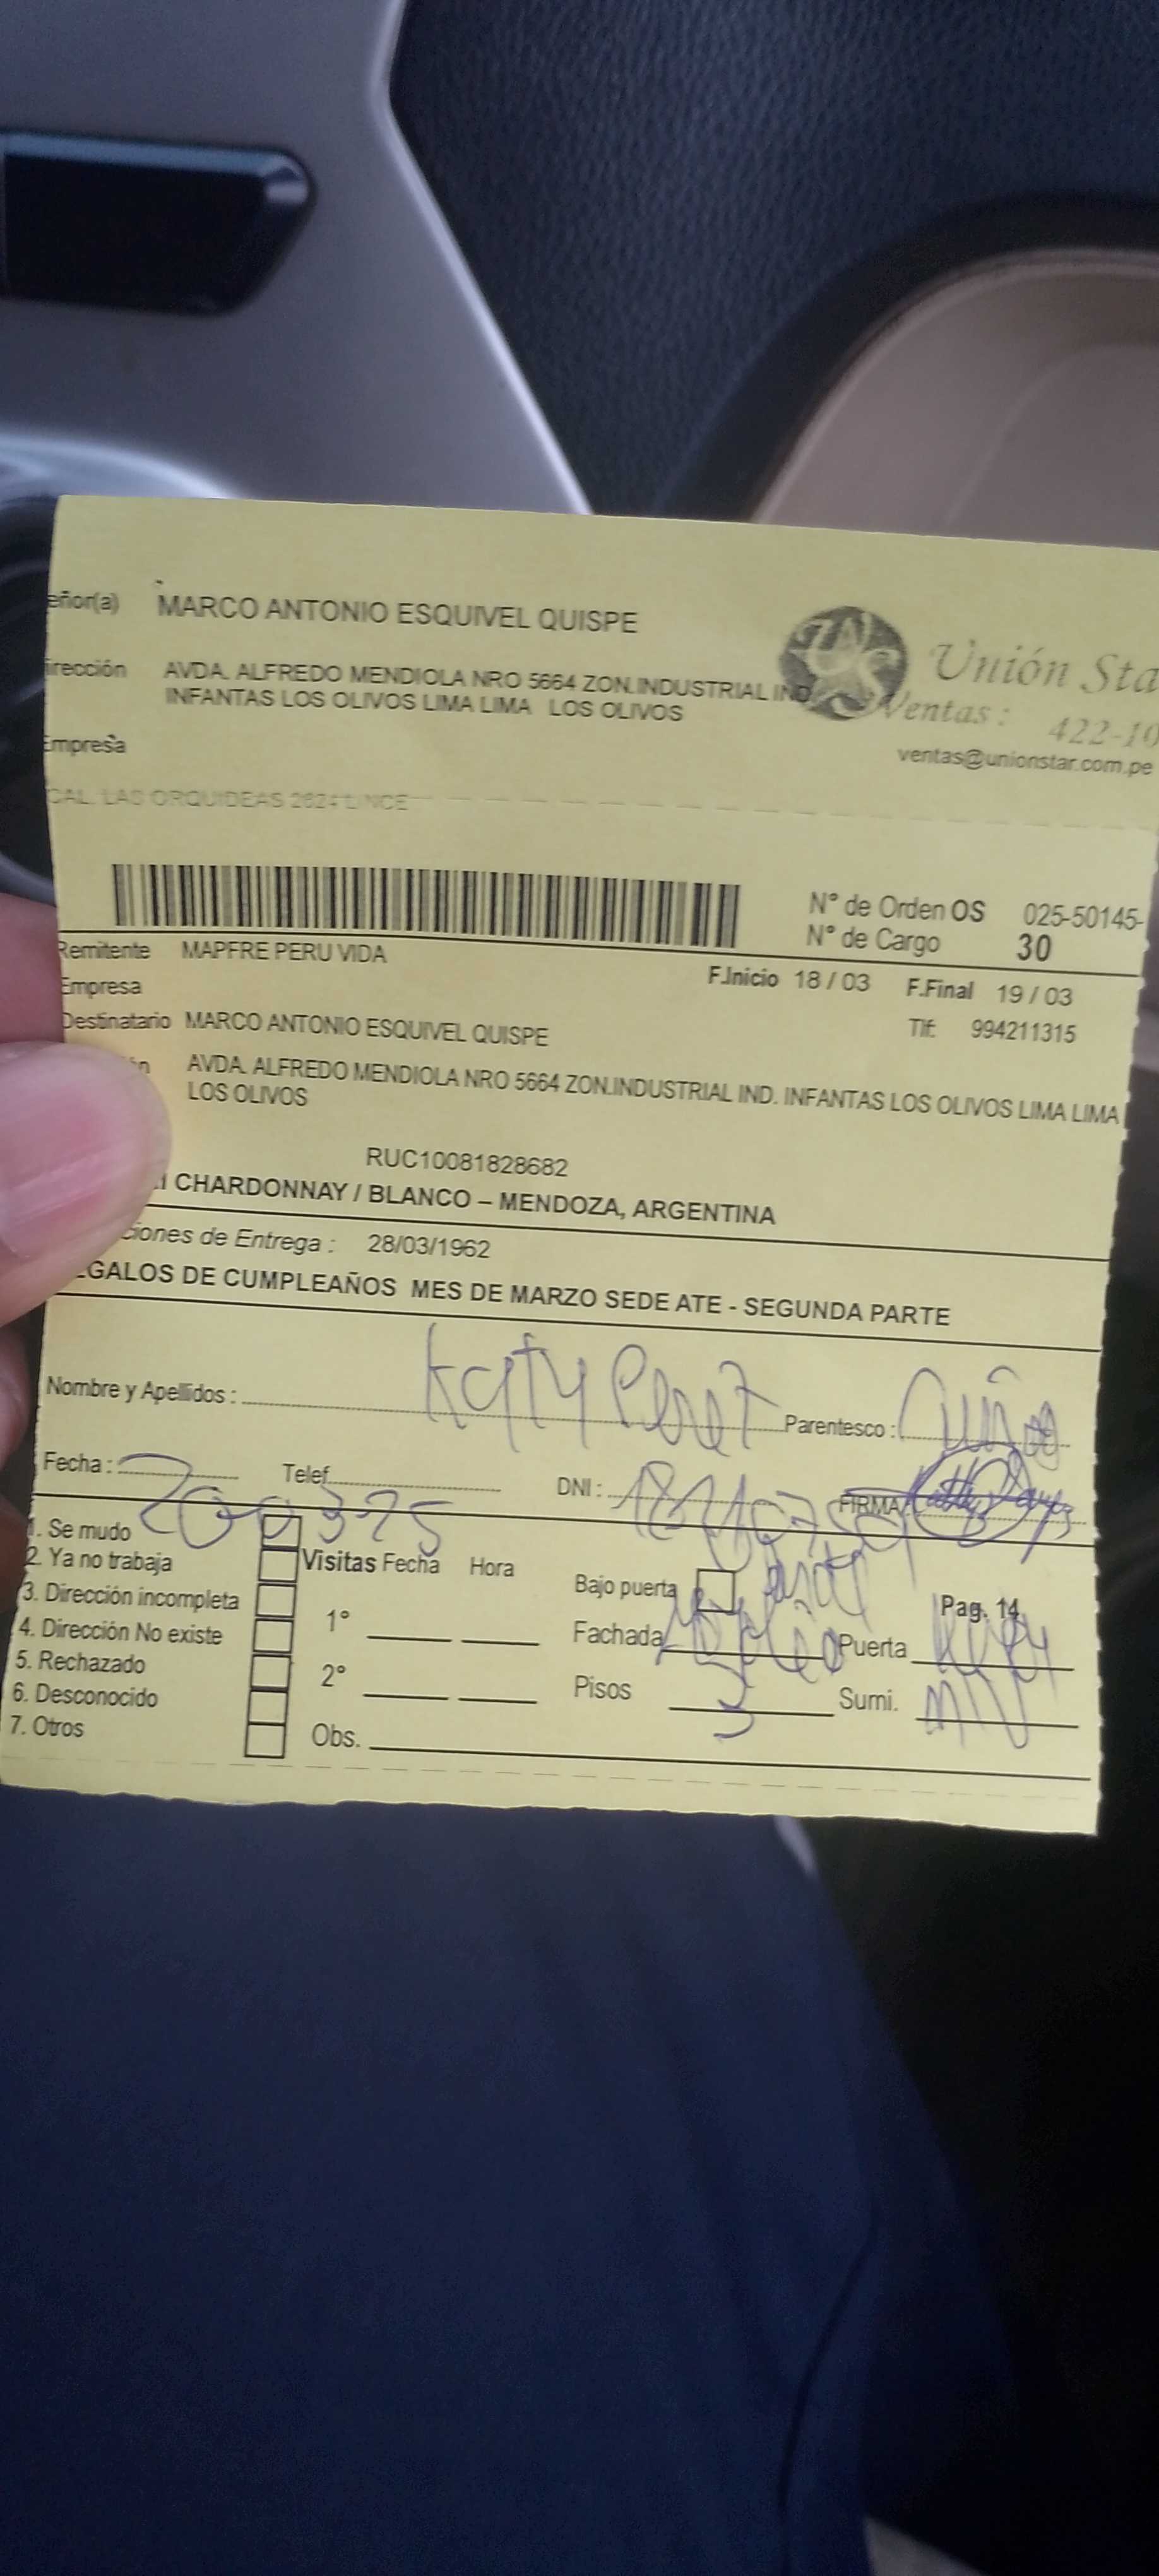 eñor(a) MARCO ANTONIO ESQUIVEL QUISPE
irección AVDA. ALFREDO MENDIOLA NRO 5664 ZON.INDUSTRIAL IND.
INFANTAS LOS OLIVOS LIMA LIMA LOS OLIVOS
Unión Sta
Ventas: 422-10
Empresa
ventas@unionstar.com.pe
CAL. LAS ORQUIDEAS 2624 LINCE
N° de Orden OS 025-50145-
N° de Cargo 30
Remitente MAPFRE PERU VIDA
F.Inicio 18 / 03 F.Final 19 / 03
Empresa
Destinatario MARCO ANTONIO ESQUIVEL QUISPE
Tlf: 994211315
ón AVDA. ALFREDO MENDIOLA NRO 5664 ZON.INDUSTRIAL IND. INFANTAS LOS OLIVOS LIMA LIMA
LOS OLIVOS
RUC10081828682
I CHARDONNAY / BLANCO – MENDOZA, ARGENTINA
ciones de Entrega : 28/03/1962
EGALOS DE CUMPLEAÑOS MES DE MARZO SEDE ATE - SEGUNDA PARTE
Nombre y Apellidos : Katy Perez Parentesco :
Fecha : 200325 Telef. DNI : FIRMA
1. Se mudo
2. Ya no trabaja Visitas Fecha Hora
3. Dirección incompleta Bajo puerta Pag. 14
4. Dirección No existe 1° Fachada Puerta
5. Rechazado
6. Desconocido 2° Pisos 3 Sumi.
7. Otros Obs.